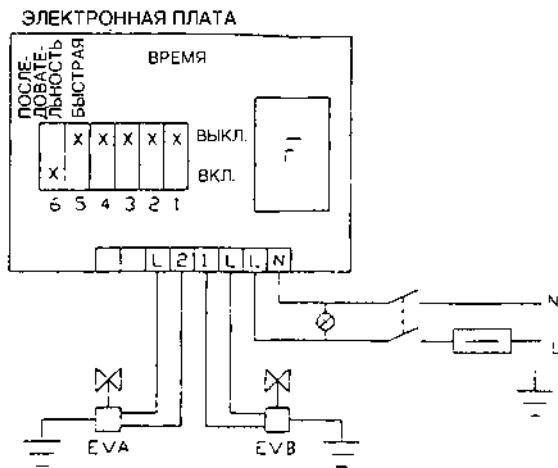 ЭЛЕКТРОННАЯ ПЛАТА
ПОСЛЕ-
ДОВАТЕ-
ЛЬНОСТЬ
БЫСТРАЯ
ВРЕМЯ
X X X X X ВЫКЛ.
X ВКЛ.
6 5 4 3 2 1
L 2 1 L L N
N
L
EVA
EVB